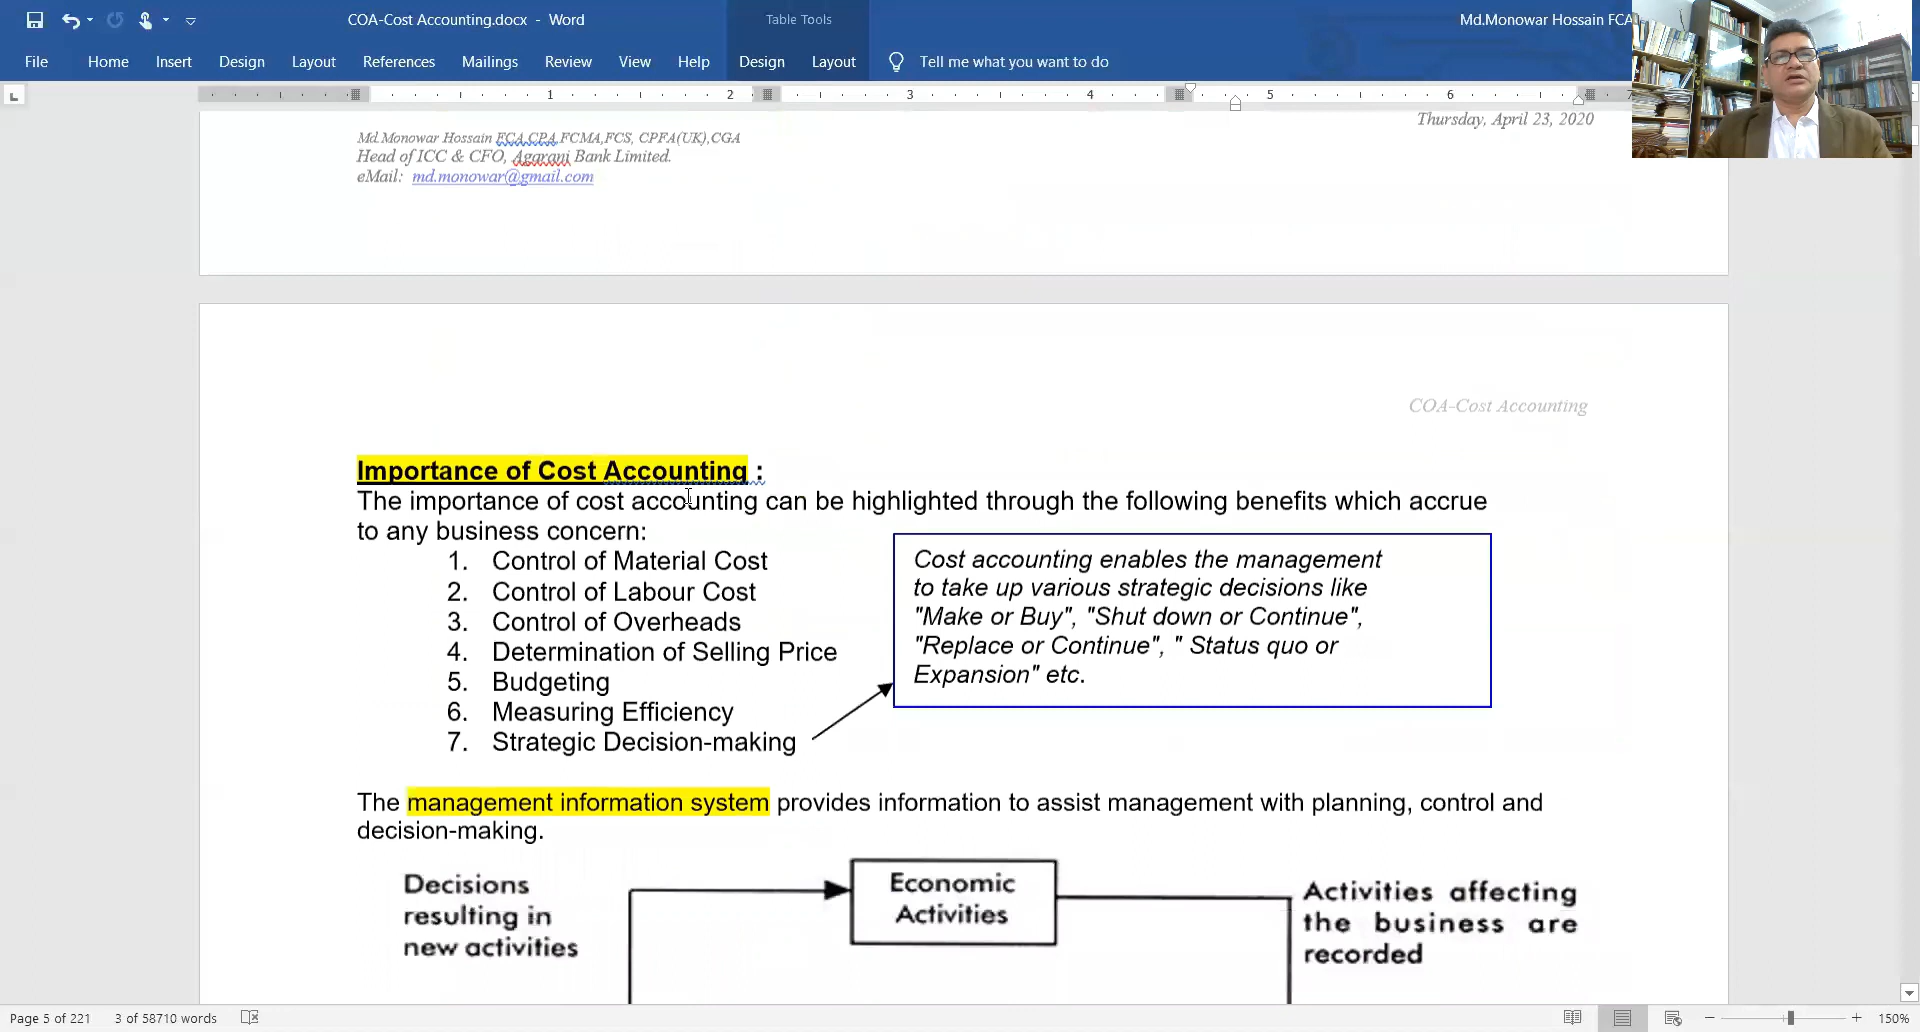 COA-Cost Accounting.docx - Word
Table Tools
Md.Monowar Hossain FCA
File Home Insert Design Layout References Mailings Review View Help Design Layout Tell me what you want to do
1 2 3 4 5 6 7
Thursday, April 23, 2020
Md.Monowar Hossain FCA,CPA,FCMA,FCS, CPFA(UK),CGA
Head of ICC & CFO, Agarani Bank Limited.
eMail: md.monowar@gmail.com
COA-Cost Accounting
Importance of Cost Accounting :
The importance of cost accounting can be highlighted through the following benefits which accrue
to any business concern:
1. Control of Material Cost
2. Control of Labour Cost
3. Control of Overheads
4. Determination of Selling Price
5. Budgeting
6. Measuring Efficiency
7. Strategic Decision-making
Cost accounting enables the management
to take up various strategic decisions like
"Make or Buy", "Shut down or Continue",
"Replace or Continue", " Status quo or
Expansion" etc.
The management information system provides information to assist management with planning, control and
decision-making.
Decisions
resulting in
new activities
Economic
Activities
Activities affecting
the business are
recorded
Page 5 of 221 3 of 58710 words
150%